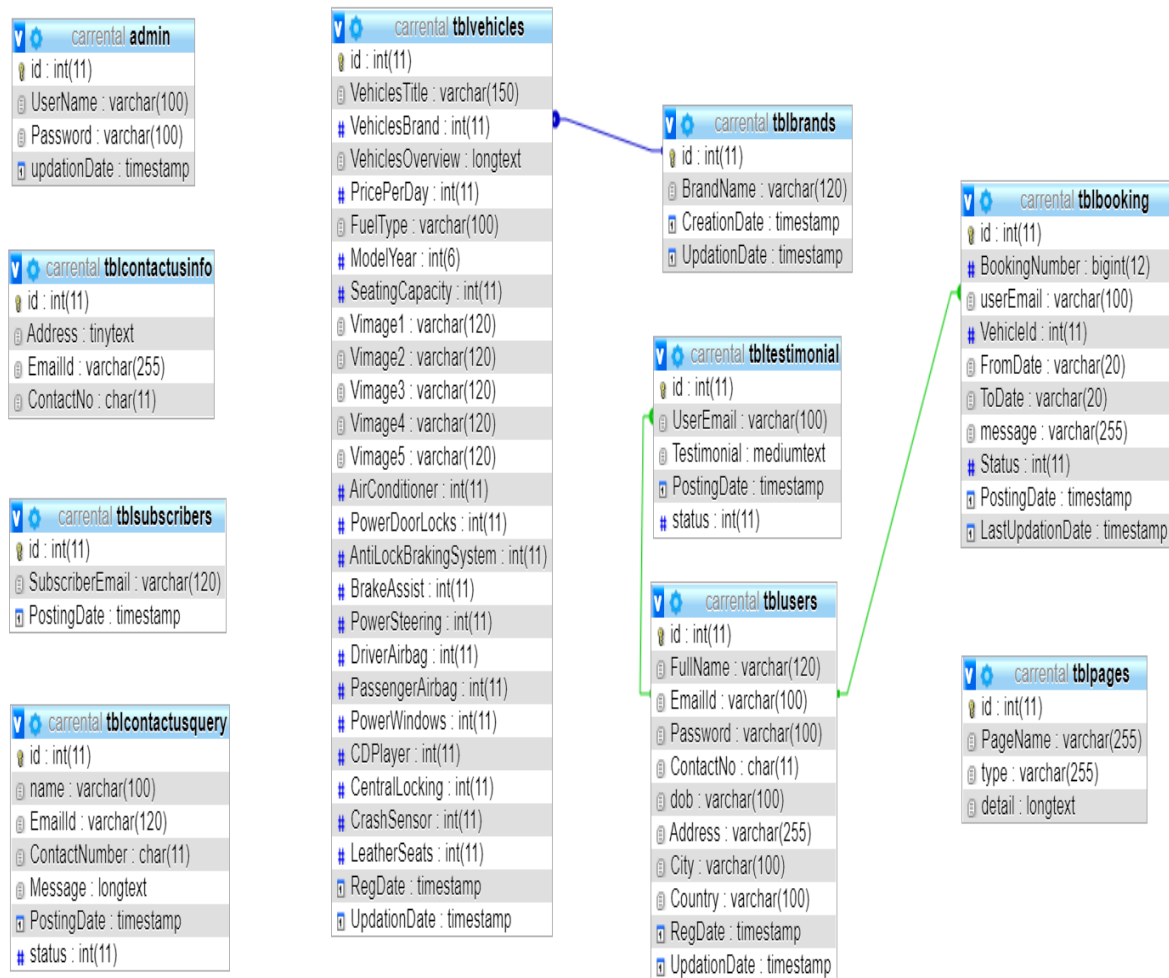 carrental admin
id : int(11)
UserName : varchar(100)
Password : varchar(100)
updationDate : timestamp
carrental tblcontactusinfo
id : int(11)
Address : tinytext
EmailId : varchar(255)
ContactNo : char(11)
carrental tblsubscribers
id : int(11)
SubscriberEmail : varchar(120)
PostingDate : timestamp
carrental tblcontactusquery
id : int(11)
name : varchar(100)
EmailId : varchar(120)
ContactNumber : char(11)
Message : longtext
PostingDate : timestamp
status : int(11)
carrental tblvehicles
id : int(11)
VehiclesTitle : varchar(150)
VehiclesBrand : int(11)
VehiclesOverview : longtext
PricePerDay : int(11)
FuelType : varchar(100)
ModelYear : int(6)
SeatingCapacity : int(11)
Vimage1 : varchar(120)
Vimage2 : varchar(120)
Vimage3 : varchar(120)
Vimage4 : varchar(120)
Vimage5 : varchar(120)
AirConditioner : int(11)
PowerDoorLocks : int(11)
AntiLockBrakingSystem : int(11)
BrakeAssist : int(11)
PowerSteering : int(11)
DriverAirbag : int(11)
PassengerAirbag : int(11)
PowerWindows : int(11)
CDPlayer : int(11)
CentralLocking : int(11)
CrashSensor : int(11)
LeatherSeats : int(11)
RegDate : timestamp
UpdationDate : timestamp
carrental tblbrands
id : int(11)
BrandName : varchar(120)
CreationDate : timestamp
UpdationDate : timestamp
carrental tbltestimonial
id : int(11)
UserEmail : varchar(100)
Testimonial : mediumtext
PostingDate : timestamp
status : int(11)
carrental tblusers
id : int(11)
FullName : varchar(120)
EmailId : varchar(100)
Password : varchar(100)
ContactNo : char(11)
dob : varchar(100)
Address : varchar(255)
City : varchar(100)
Country : varchar(100)
RegDate : timestamp
UpdationDate : timestamp
carrental tblbooking
id : int(11)
BookingNumber : bigint(12)
userEmail : varchar(100)
VehicleId : int(11)
FromDate : varchar(20)
ToDate : varchar(20)
message : varchar(255)
Status : int(11)
PostingDate : timestamp
LastUpdationDate : timestamp
carrental tblpages
id : int(11)
PageName : varchar(255)
type : varchar(255)
detail : longtext